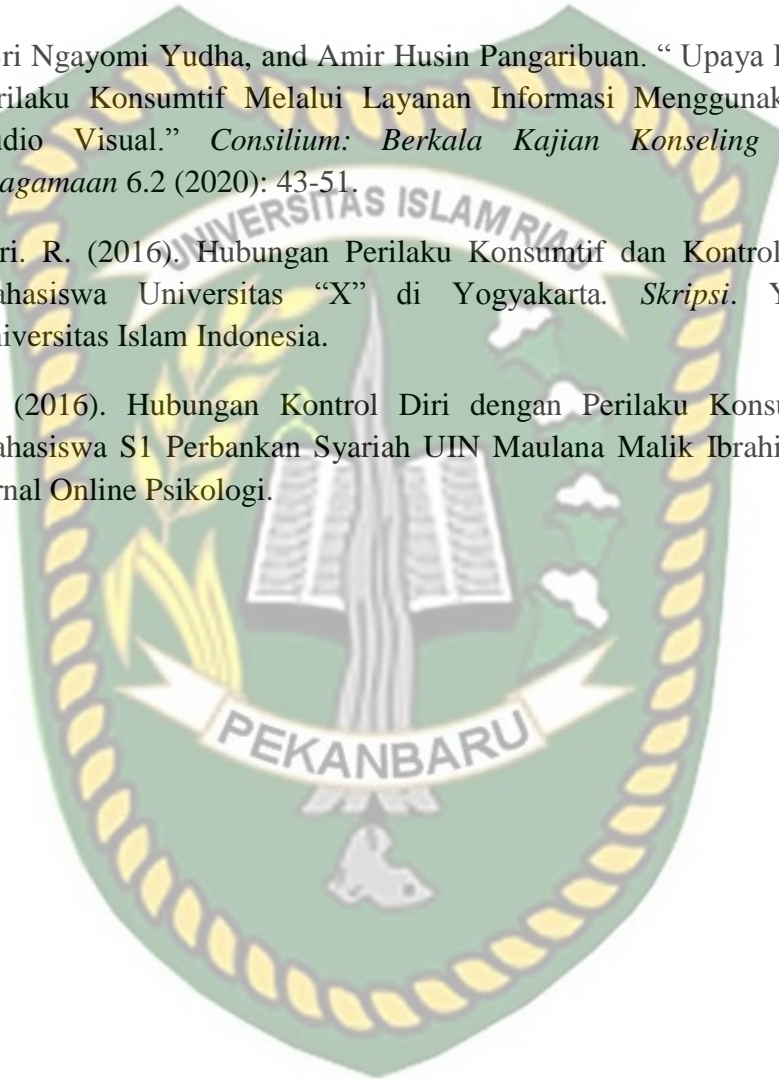 ri Ngayomi Yudha, and Amir Husin Pangaribuan. “ Upaya
rilaku Konsumtif Melalui Layanan Informasi Menggunak
udio Visual.” Consilium: Berkala Kajian Konseling
agamaan 6.2 (2020): 43-51.
UNIVERSITAS ISLAM RIAU
ri. R. (2016). Hubungan Perilaku Konsumtif dan Kontrol
ahasiswa Universitas “X” di Yogyakarta. Skripsi. Y
niversitas Islam Indonesia.
(2016). Hubungan Kontrol Diri dengan Perilaku Konsu
ahasiswa S1 Perbankan Syariah UIN Maulana Malik Ibrahi
rnal Online Psikologi.
PEKANBARU